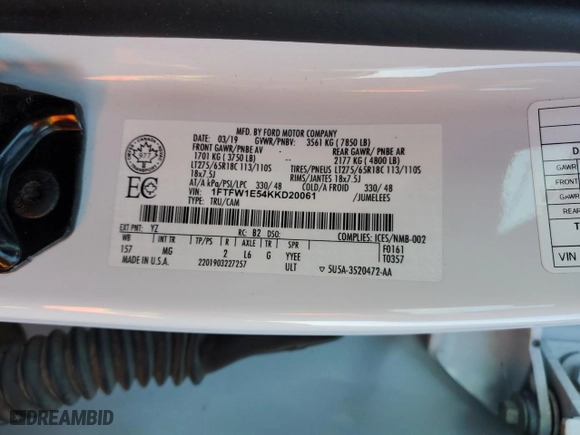 MFD. BY FORD MOTOR COMPANY
DATE: 03/19 GVWR/PNBV: 3561 KG ( 7850 LB)
FRONT GAWR/PNBE AV REAR GAWR/ PNBE AR
1701 KG ( 3750 LB) 2177 KG ( 4800 LB)
LT275/65R18C 113/110S TIRES/PNEUS LT275/65R18C 113/110S
18x7.5J RIMS/JANTES 18x7.5J
AT/A kPa/PSI/LPC 330/ 48 COLD/A FROID 330/ 48
VIN: 1FTFW1E54KKD20061 /JUMELEES
TYPE: TRU/CAM
EXT PNT: YZ RC: B2 DSO: COMPLIES: ICES/NMB-002
WB INT TR TP/PS R AXLE TR SPR F0161
157 MG 2 L6 G YYEE T0357
MADE IN U.S.A. 2201903227257 ULT ▽ 5U5A-3520472-AA
EC
CANADA
977
GAWR
GAWR
VIN
DREAMBID